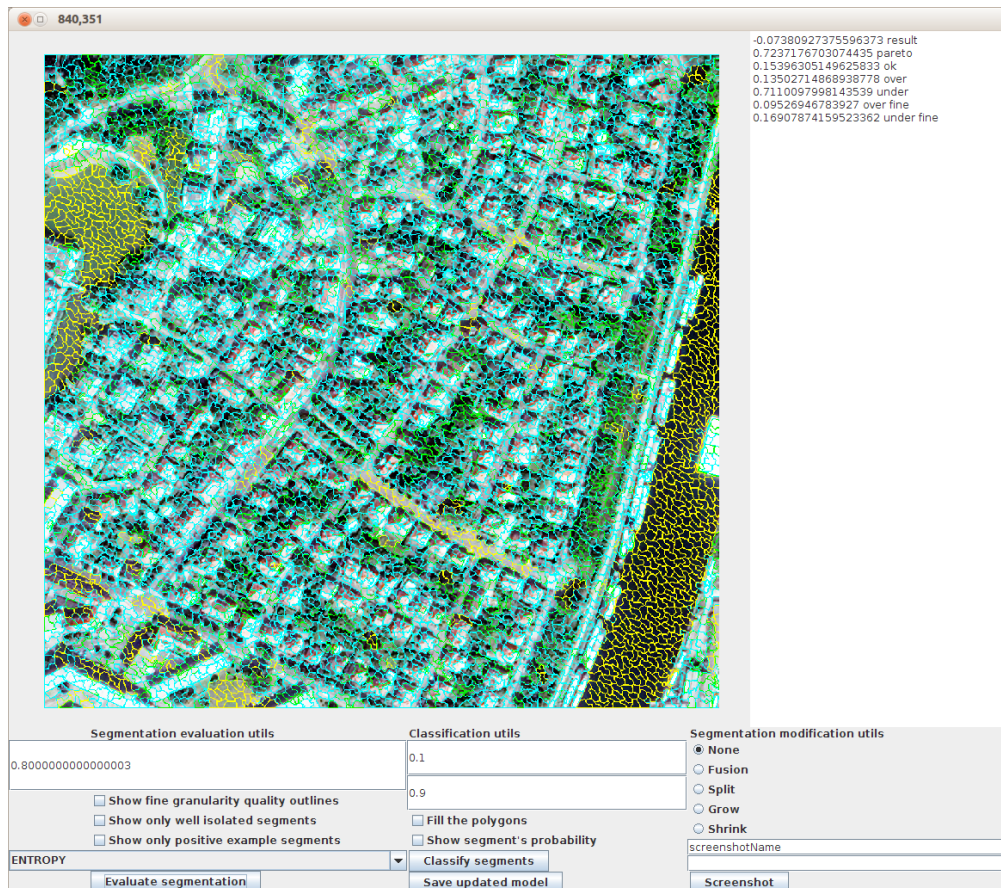 840,351
-0.07380927375596373 result
0.7237176703074435 pareto
0.15396305149625833 ok
0.13502714868938778 over
0.7110097998143539 under
0.09526946783927 over fine
0.16907874159523362 under fine
Segmentation evaluation utils
0.8000000000000003
Show fine granularity quality outlines
Show only well isolated segments
Show only positive example segments
ENTROPY
Evaluate segmentation
Classification utils
0.1
0.9
Fill the polygons
Show segment's probability
Classify segments
Save updated model
Segmentation modification utils
None
Fusion
Split
Grow
Shrink
screenshotName
Screenshot